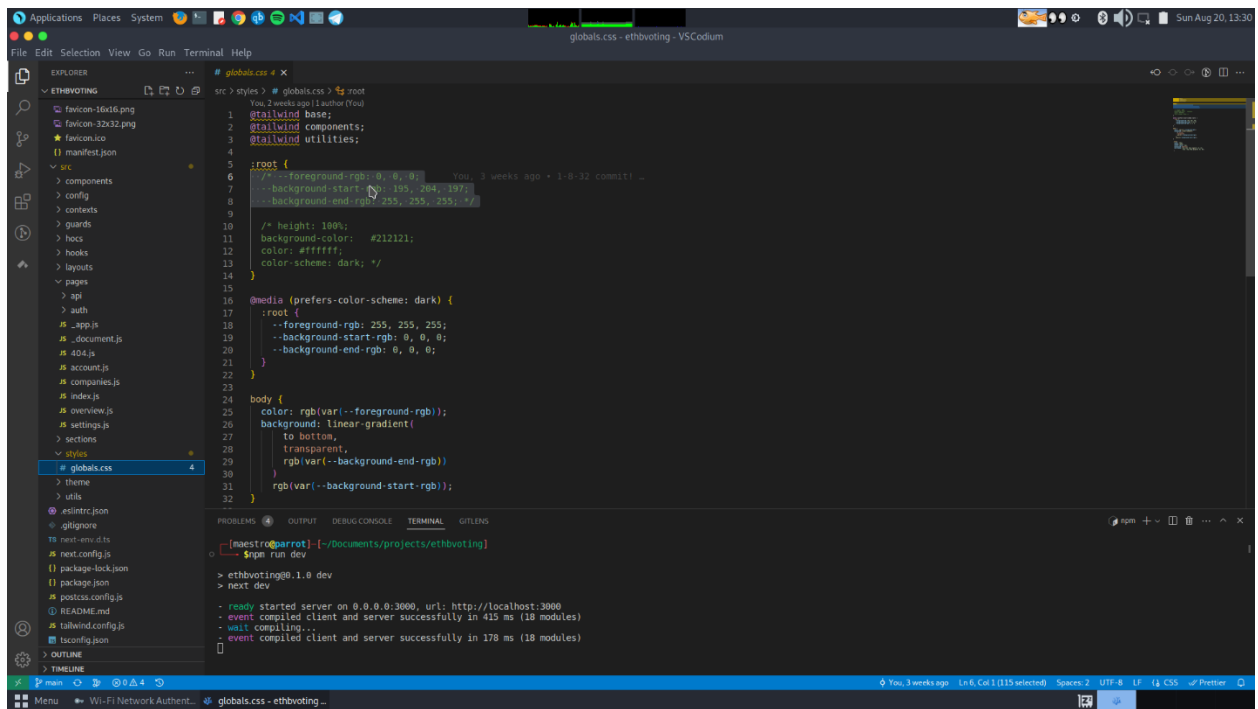 Applications Places System
Sun Aug 20, 13:30
globals.css - ethbvoting - VSCodium
File Edit Selection View Go Run Terminal Help
EXPLORER
ETHBVOTING
favicon-16x16.png
favicon-32x32.png
favicon.ico
{} manifest.json
src
> components
> config
> contexts
> guards
> hocs
> hooks
> layouts
pages
> api
> auth
JS _app.js
JS _document.js
JS 404.js
JS account.js
JS companies.js
JS index.js
JS overview.js
JS settings.js
> sections
styles
# globals.css 4
> theme
> utils
.eslintrc.json
.gitignore
TS next-env.d.ts
JS next.config.js
{} package-lock.json
{} package.json
JS postcss.config.js
README.md
JS tailwind.config.js
tsconfig.json
> OUTLINE
> TIMELINE
# globals.css 4
src > styles > # globals.css > :root
You, 2 weeks ago | 1 author (You)
1 @tailwind base;
2 @tailwind components;
3 @tailwind utilities;
4
5 :root {
6 /* --foreground-rgb: 0, 0, 0; You, 3 weeks ago • 1-8-32 commit! …
7 --background-start-rgb: 195, 204, 197;
8 --background-end-rgb: 255, 255, 255; */
9
10 /* height: 100%;
11 background-color: #212121;
12 color: #ffffff;
13 color-scheme: dark; */
14 }
15
16 @media (prefers-color-scheme: dark) {
17 :root {
18 --foreground-rgb: 255, 255, 255;
19 --background-start-rgb: 0, 0, 0;
20 --background-end-rgb: 0, 0, 0;
21 }
22 }
23
24 body {
25 color: rgb(var(--foreground-rgb));
26 background: linear-gradient(
27 to bottom,
28 transparent,
29 rgb(var(--background-end-rgb))
30 )
31 rgb(var(--background-start-rgb));
32 }
PROBLEMS 4 OUTPUT DEBUG CONSOLE TERMINAL GITLENS
npm
[maestro@parrot]-[~/Documents/projects/ethbvoting]
$npm run dev
> ethbvoting@0.1.0 dev
> next dev
- ready started server on 0.0.0.0:3000, url: http://localhost:3000
- event compiled client and server successfully in 415 ms (18 modules)
- wait compiling...
- event compiled client and server successfully in 178 ms (18 modules)
main 0 4 You, 3 weeks ago Ln 6, Col 1 (115 selected) Spaces: 2 UTF-8 LF CSS Prettier
Menu Wi-Fi Network Authent... globals.css - ethbvoting ...